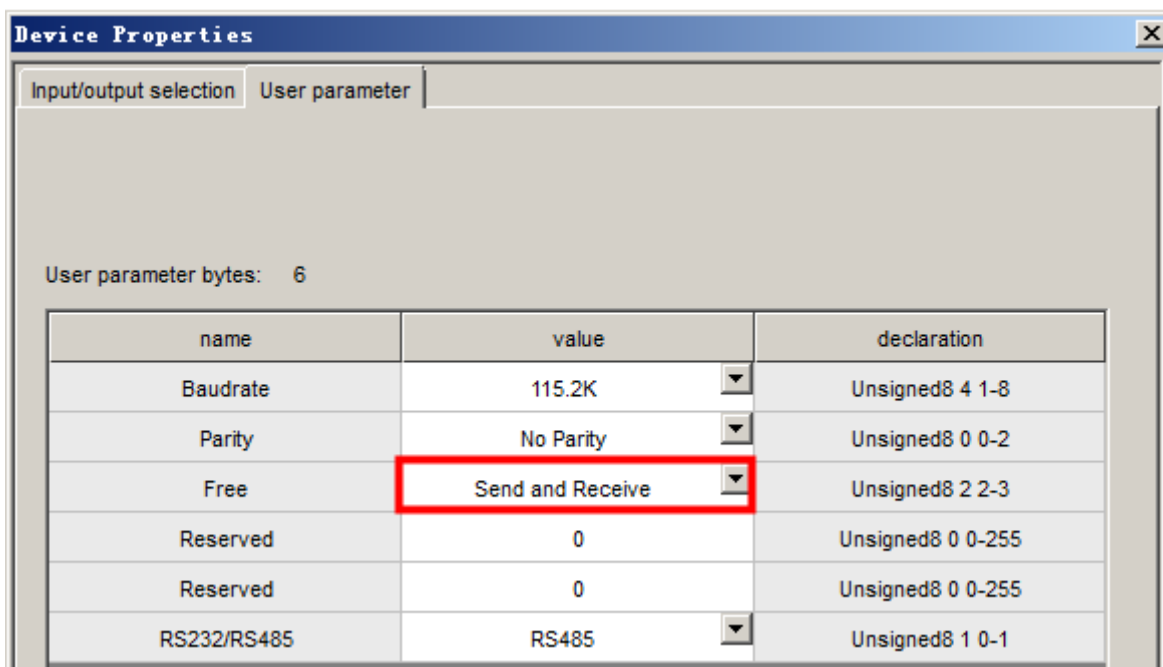 Device Properties
Input/output selection User parameter
User parameter bytes: 6
name value declaration
Baudrate 115.2K Unsigned8 4 1-8
Parity No Parity Unsigned8 0 0-2
Free Send and Receive Unsigned8 2 2-3
Reserved 0 Unsigned8 0 0-255
Reserved 0 Unsigned8 0 0-255
RS232/RS485 RS485 Unsigned8 1 0-1